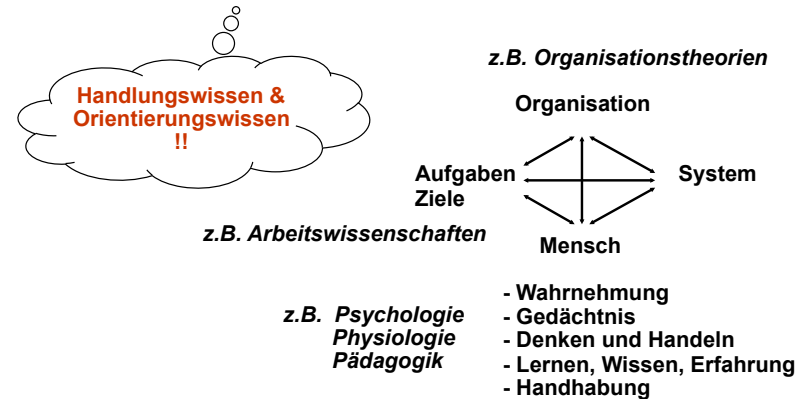 Handlungswissen &
Orientierungswissen
!!
z.B. Organisationstheorien
Organisation
Aufgaben
Ziele
System
z.B. Arbeitswissenschaften
Mensch
z.B. Psychologie
Physiologie
Pädagogik
- Wahrnehmung
- Gedächtnis
- Denken und Handeln
- Lernen, Wissen, Erfahrung
- Handhabung